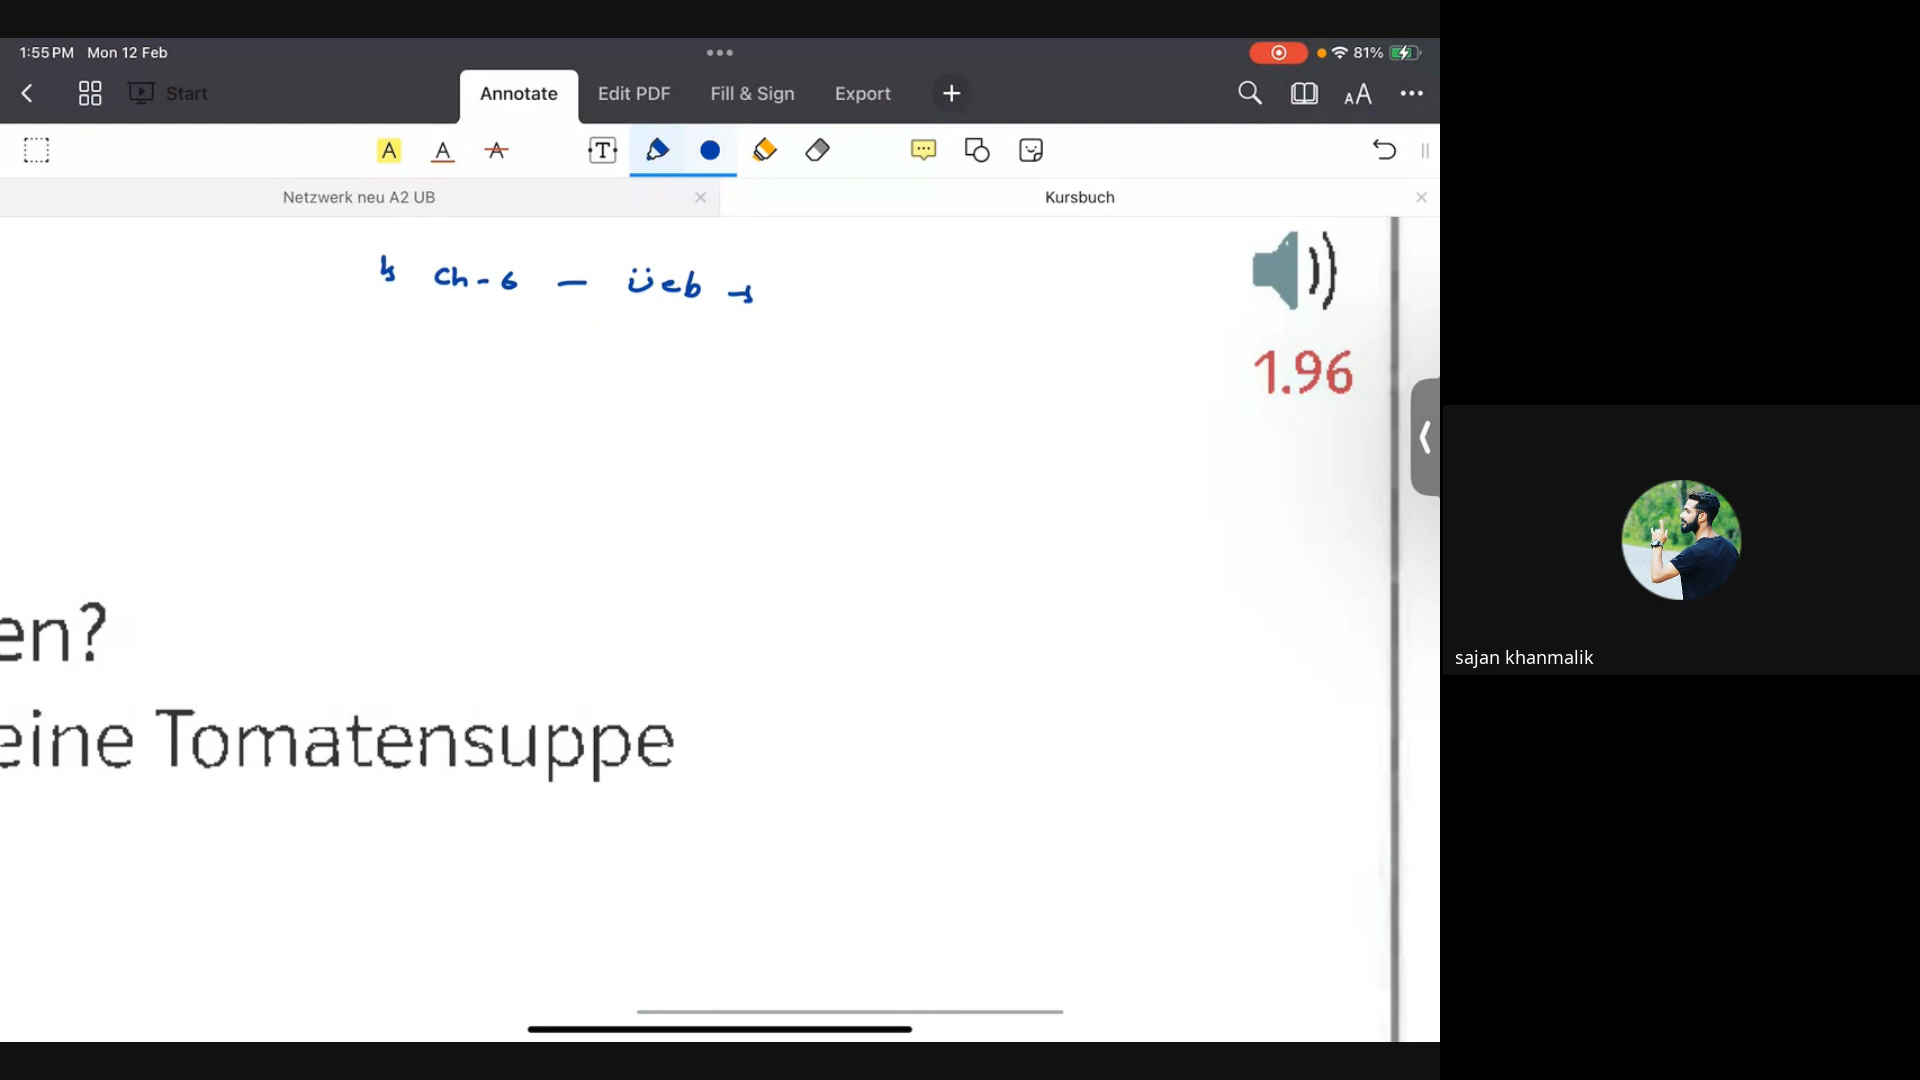 1:55 PM Mon 12 Feb
81%
Start
Annotate
Edit PDF
Fill & Sign
Export
AA
A A A T
Netzwerk neu A2 UB
Kursbuch
Ch - 6 — üeb
1.96
en?
eine Tomatensuppe
sajan khanmalik